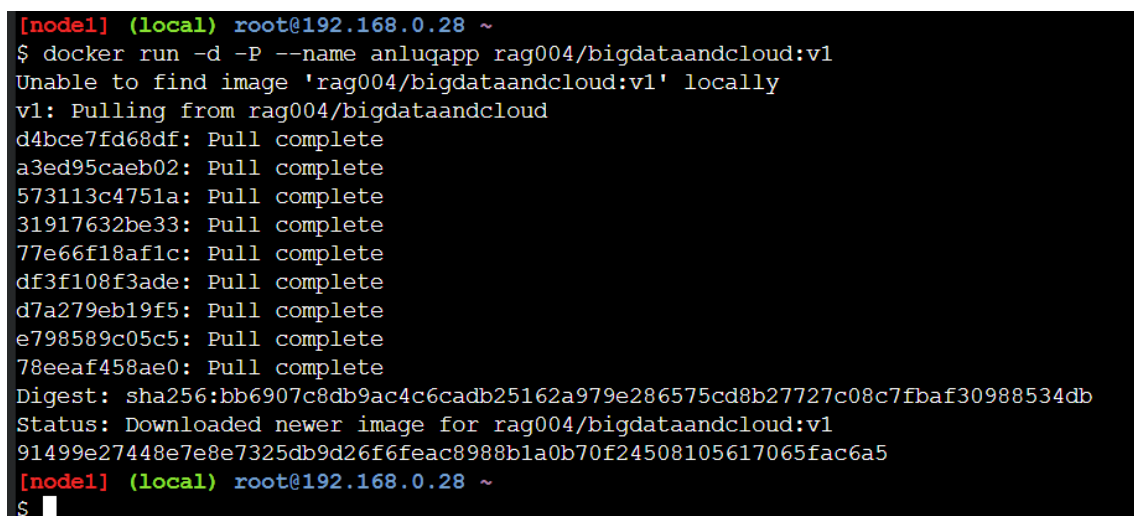 [node1] (local) root@192.168.0.28 ~
$ docker run -d -P --name anluqapp rag004/bigdataandcloud:v1
Unable to find image 'rag004/bigdataandcloud:v1' locally
v1: Pulling from rag004/bigdataandcloud
d4bce7fd68df: Pull complete
a3ed95caeb02: Pull complete
573113c4751a: Pull complete
31917632be33: Pull complete
77e66f18af1c: Pull complete
df3f108f3ade: Pull complete
d7a279eb19f5: Pull complete
e798589c05c5: Pull complete
78eeaf458ae0: Pull complete
Digest: sha256:bb6907c8db9ac4c6cadb25162a979e286575cd8b27727c08c7fbaf30988534db
Status: Downloaded newer image for rag004/bigdataandcloud:v1
91499e27448e7e8e7325db9d26f6feac8988b1a0b70f24508105617065fac6a5
[node1] (local) root@192.168.0.28 ~
$